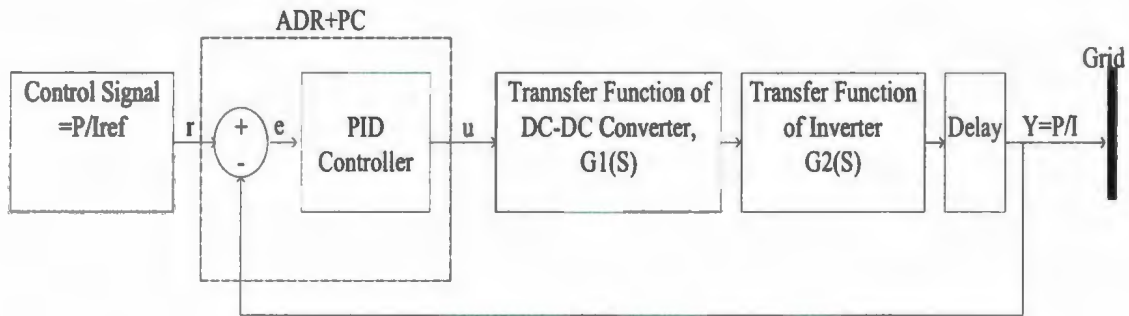 ADR+PC
Grid
Control Signal
=P/Iref
r
+
-
e
PID
Controller
u
Trannsfer Function of
DC-DC Converter,
G1(S)
Transfer Function
of Inverter
G2(S)
Delay
Y=P/I